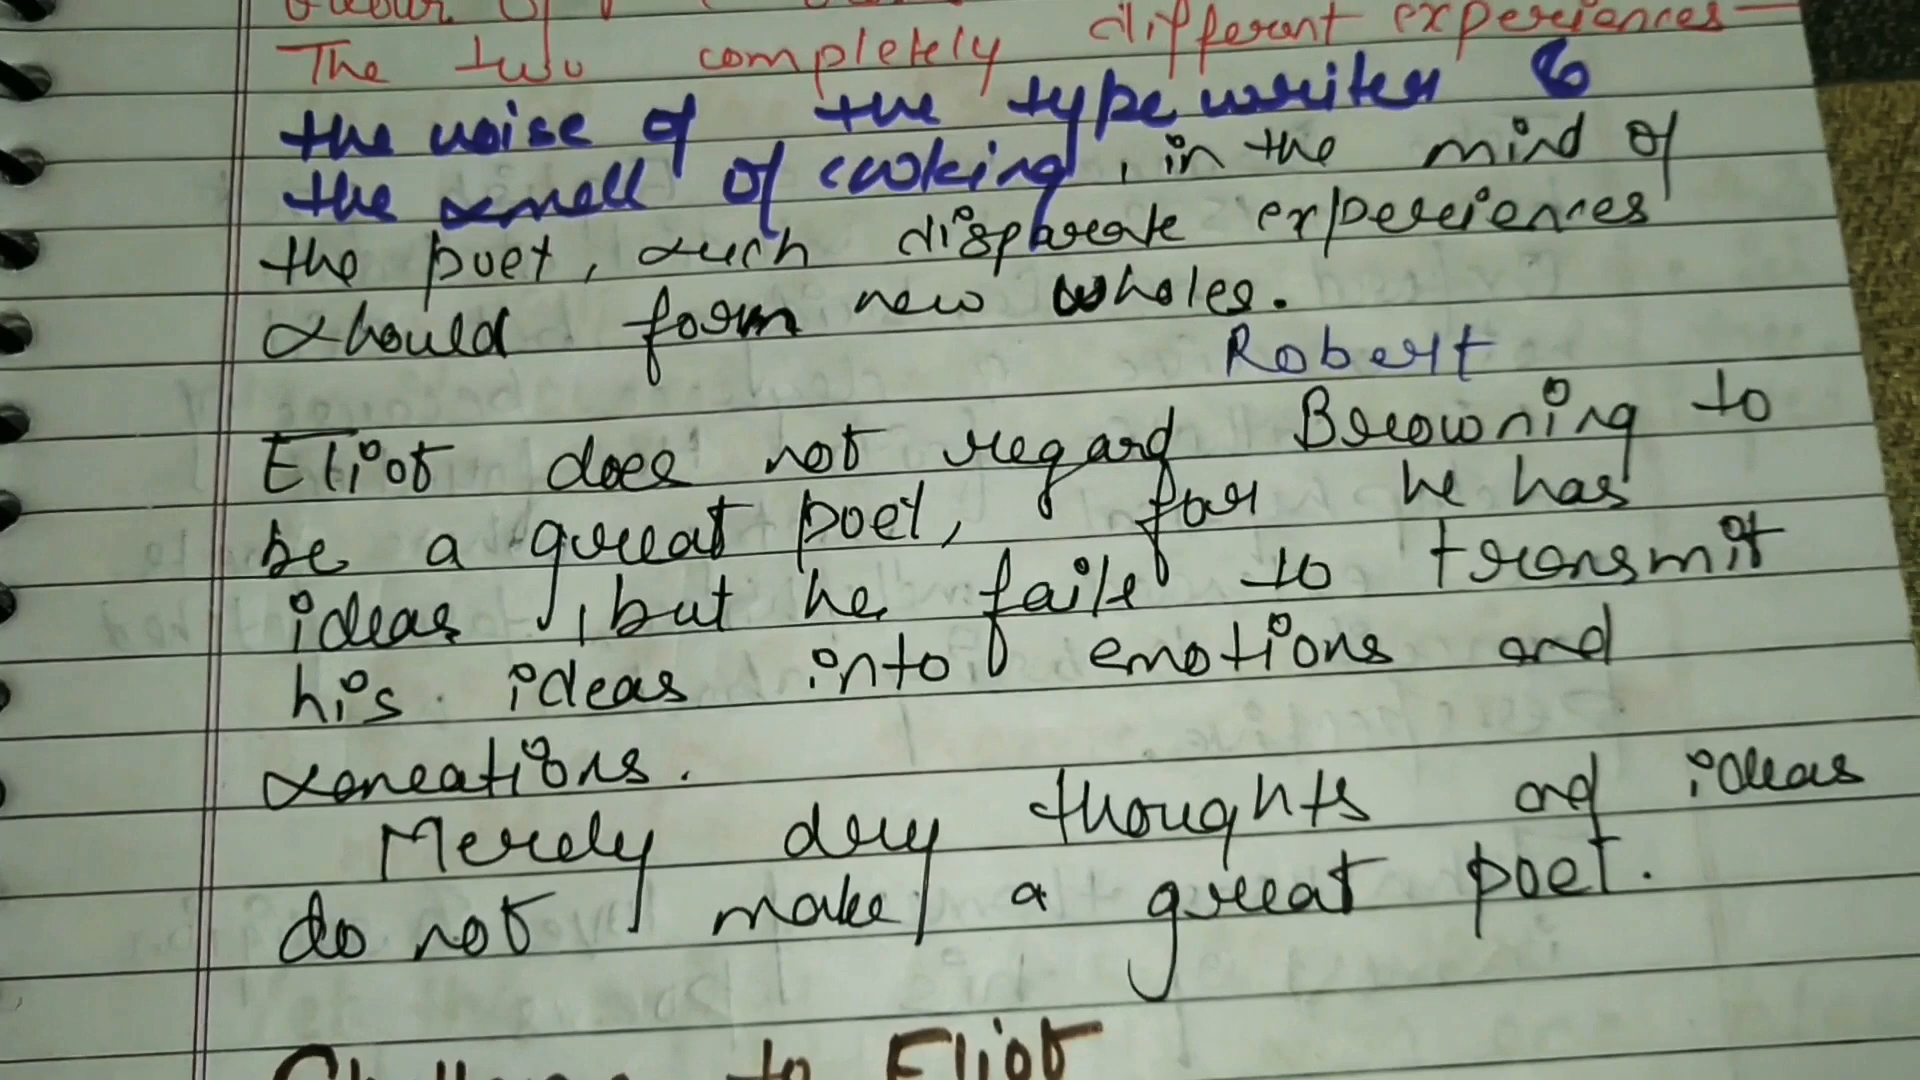 The two completely different experiences—
the noise of the typewriter &
the smell of cooking, in the mind of
the poet, such disparate experiences
should form new wholes.
Robert
Eliot does not regard Browning to
be a great poet, for he has
ideas, but he fails to transmit
his ideas into emotions and
seneations.
Merely dry thoughts and ideas
do not make a great poet.
to Eliot